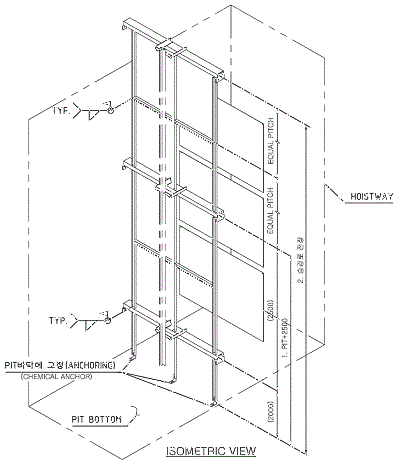 TYP.
EQUAL PITCH
HOISTWAY
EQUAL PITCH
2. 승강로 전장
(2500)
1. PIT+2500
TYP.
PIT바닥에 고정(ANCHORING)
(CHEMICAL ANCHOR)
(2000)
PIT BOTTOM
ISOMETRIC VIEW